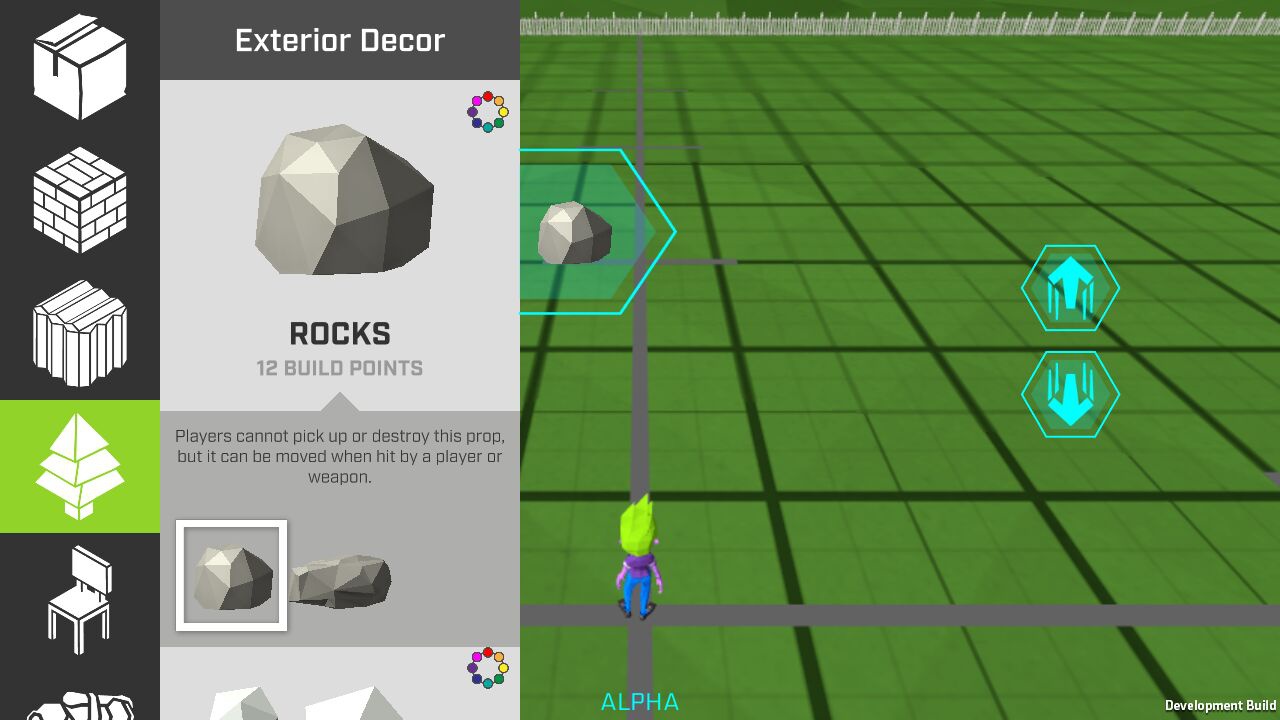 Exterior Decor
ROCKS
12 BUILD POINTS
Players cannot pick up or destroy this prop,
but it can be moved when hit by a player or
weapon.
ALPHA
Development Build